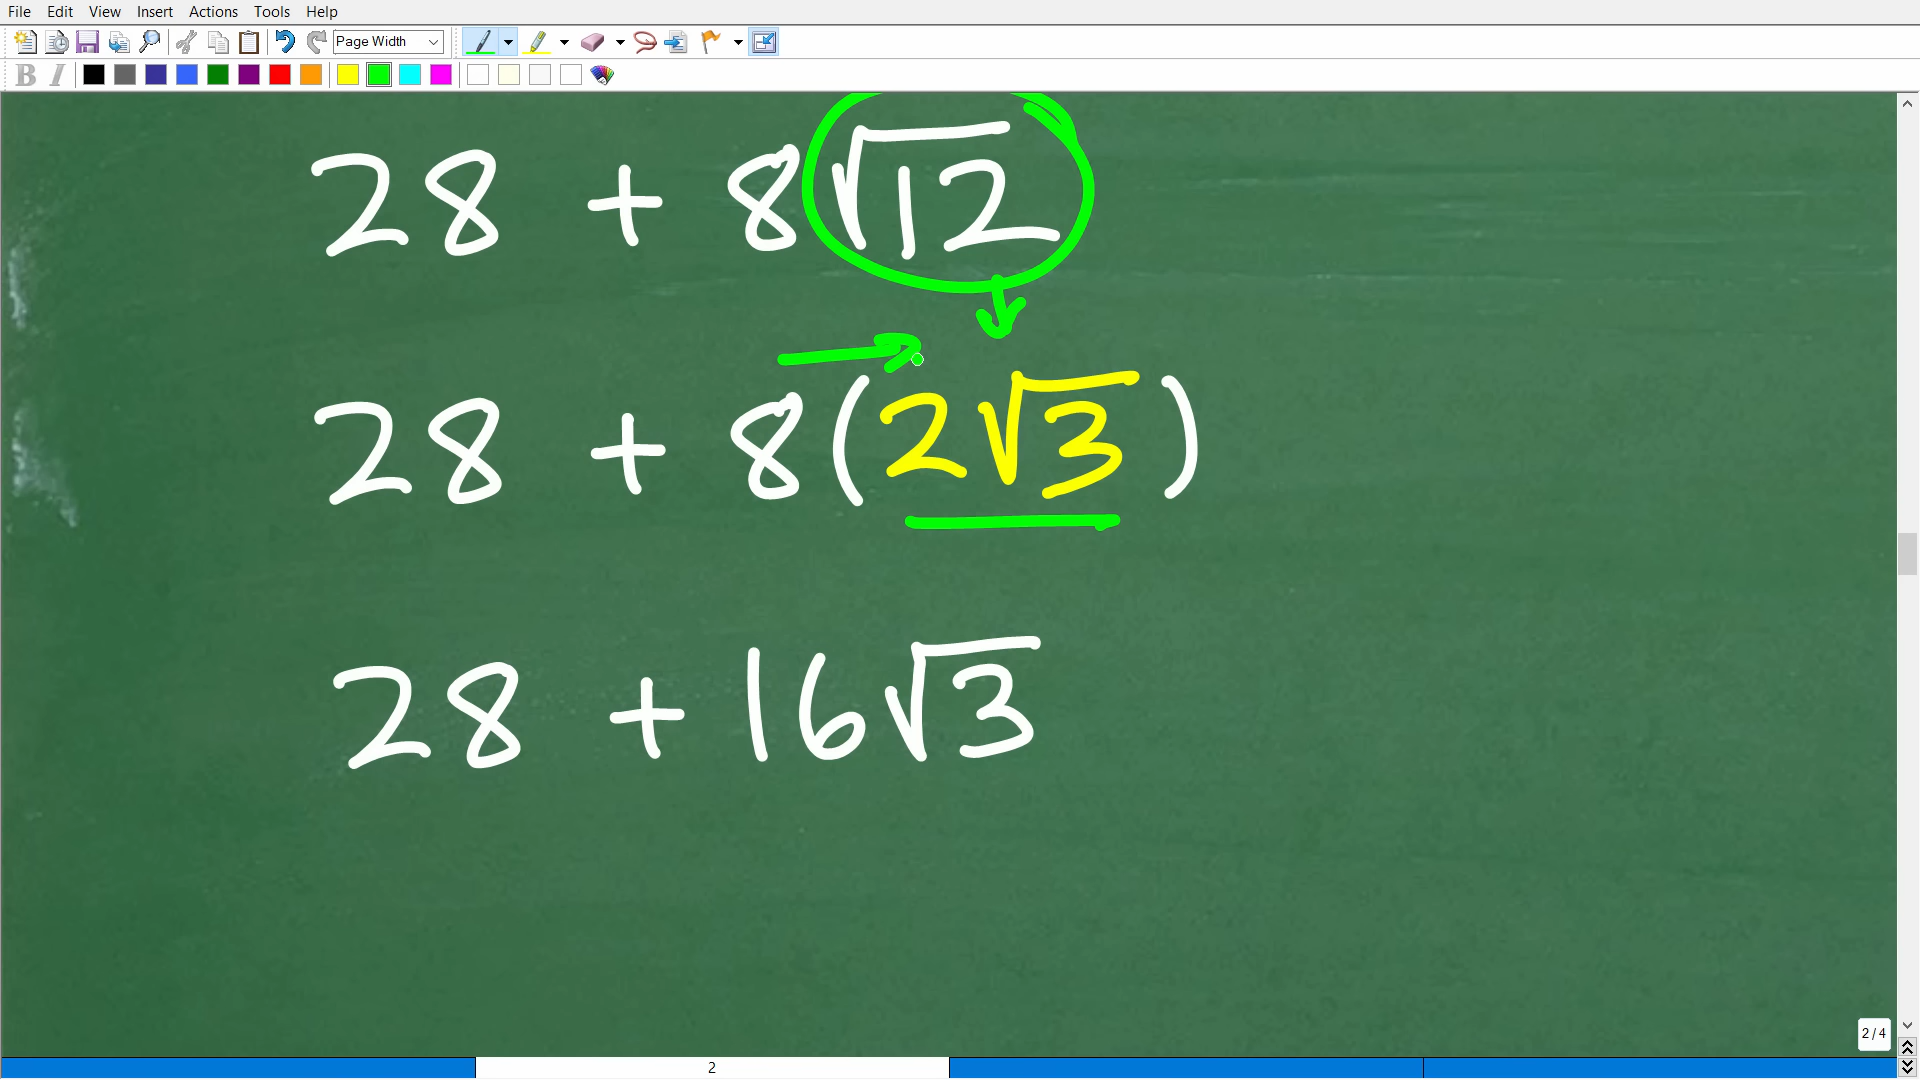 File Edit View Insert Actions Tools Help
Page Width
B I
28 + 8√12
28 + 8(2√3)
28 + 16√3
2 / 4
2